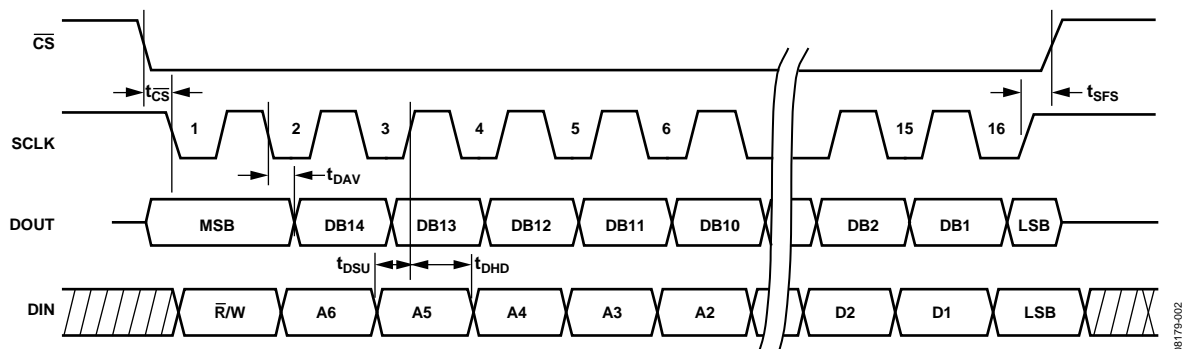 CS
tCS
tSFS
SCLK
1 2 3 4 5 6 15 16
tDAV
DOUT
MSB DB14 DB13 DB12 DB11 DB10 DB2 DB1 LSB
tDSU tDHD
DIN
R/W A6 A5 A4 A3 A2 D2 D1 LSB
08179-002